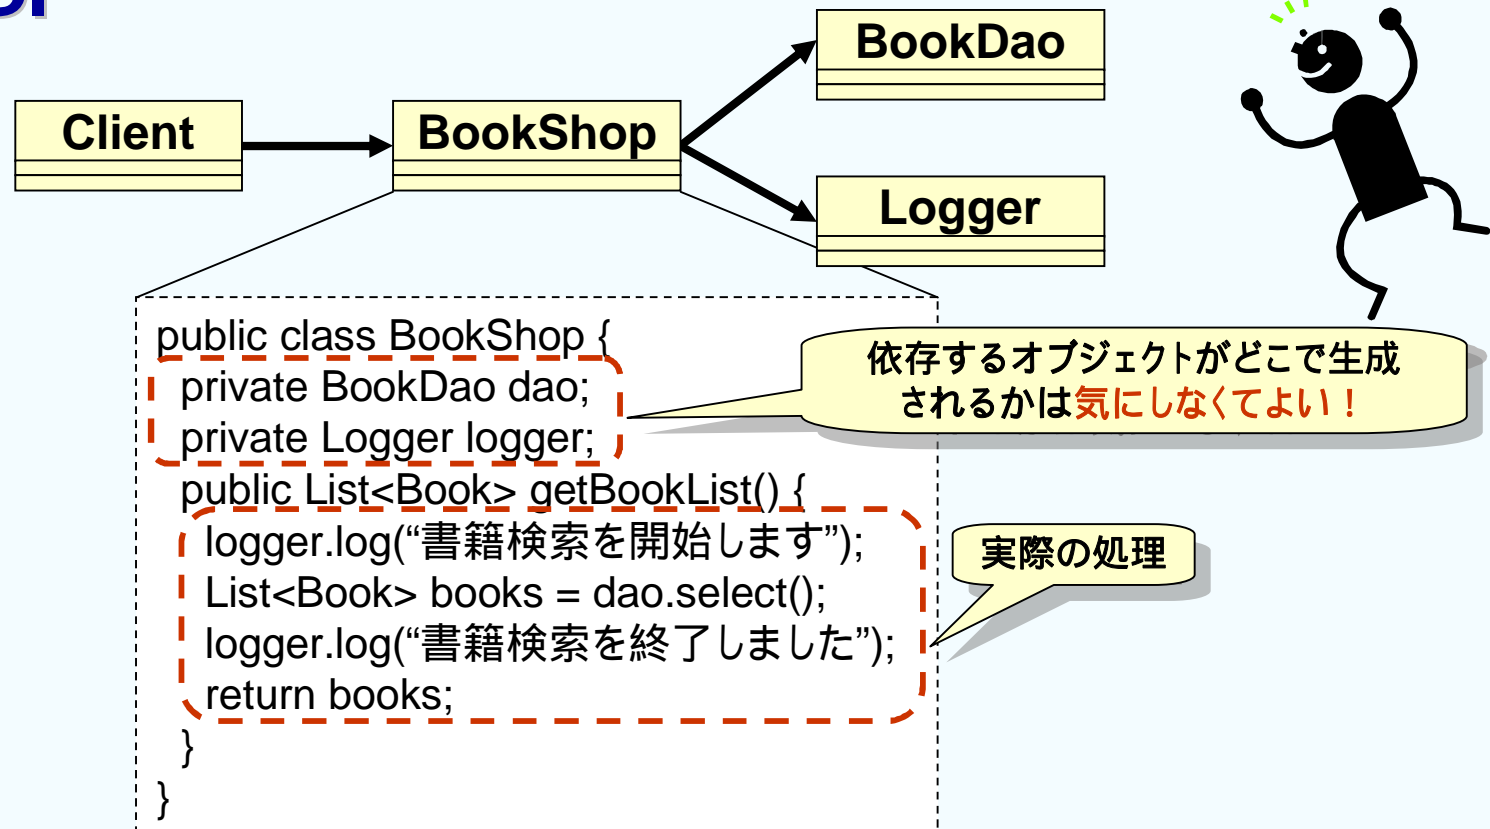 DI
Client
BookShop
BookDao
Logger
public class BookShop {
private BookDao dao;
private Logger logger;
public List<Book> getBookList() {
logger.log(“書籍検索を開始します”);
List<Book> books = dao.select();
logger.log(“書籍検索を終了しました”);
return books;
}
}
依存するオブジェクトがどこで生成
されるかは気にしなくてよい！
実際の処理